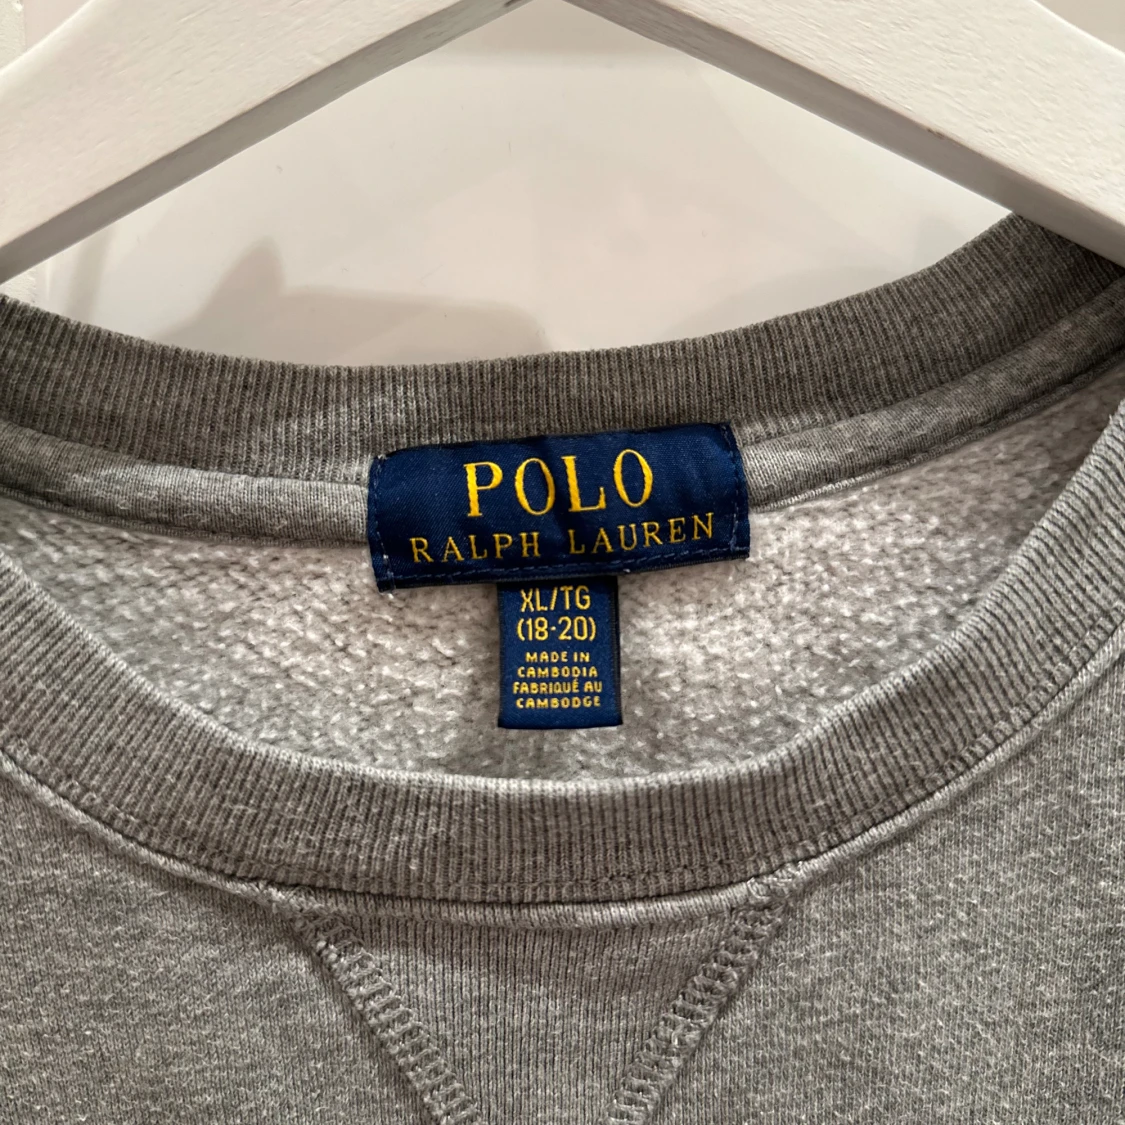 POLO
RALPH LAUREN
XL/TG
(18-20)
MADE IN
CAMBODIA
FABRIQUÉ AU
CAMBODGE